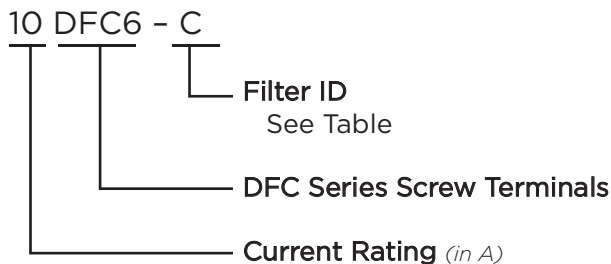 10 DFC6 – C
Filter ID
See Table
DFC Series Screw Terminals
Current Rating (in A)